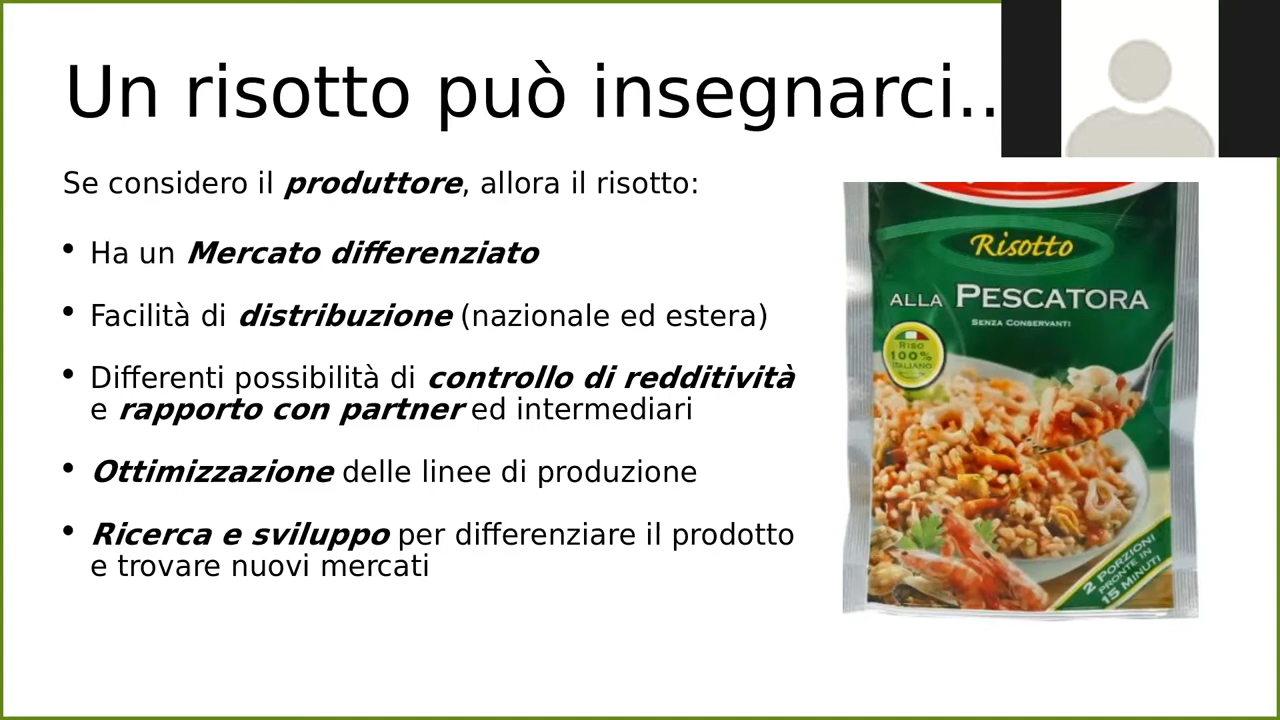 Un risotto può insegnarci..
Se considero il produttore, allora il risotto:
• Ha un Mercato differenziato
• Facilità di distribuzione (nazionale ed estera)
• Differenti possibilità di controllo di redditività
e rapporto con partner ed intermediari
• Ottimizzazione delle linee di produzione
• Ricerca e sviluppo per differenziare il prodotto
e trovare nuovi mercati
Risotto
ALLA PESCATORA
SENZA CONSERVANTI
RISO
100%
ITALIANO
2 PORZIONI
PRONTE IN
15 MINUTI